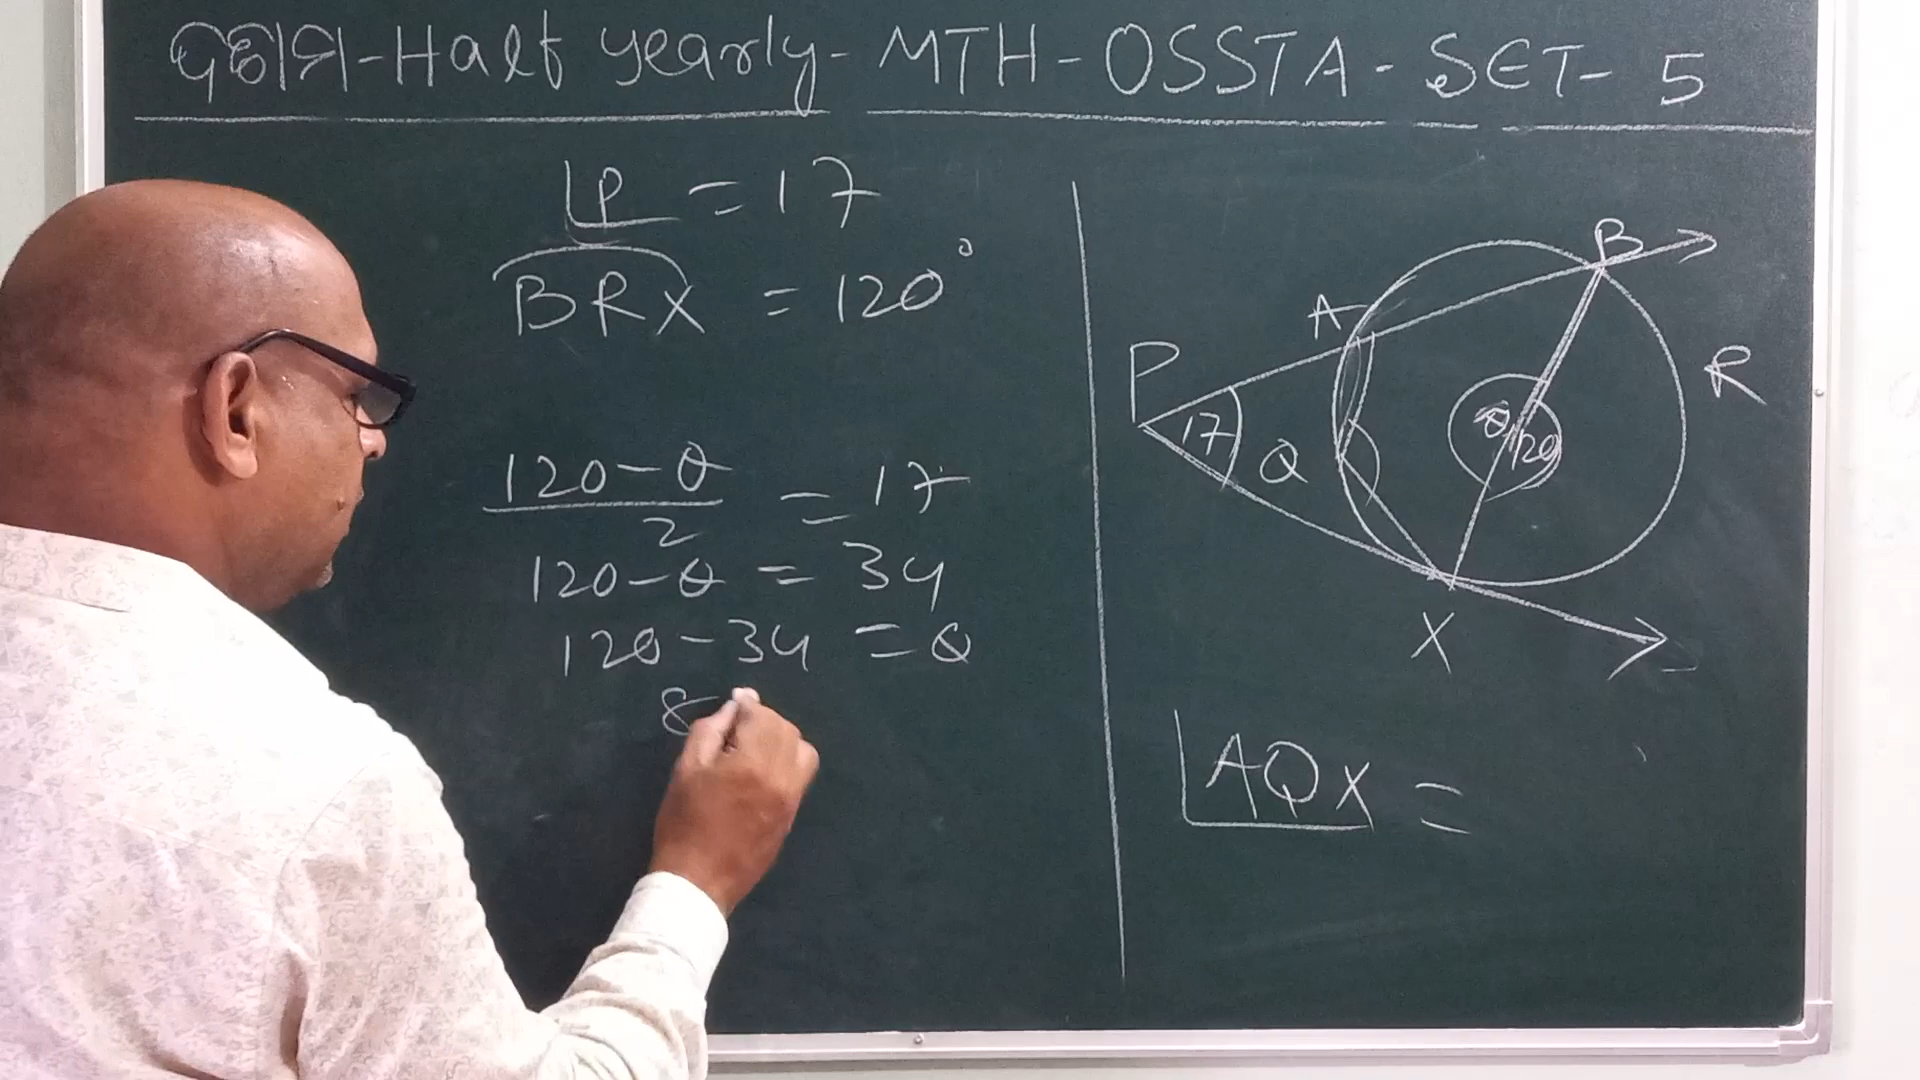 ଦଶମ-Half yearly-MTH-OSSTA-SET-5
∠P = 17
BRX = 120°
120-θ / 2 = 17
120-θ = 34
120-34 = θ
8
B
A
P
R
17
Q
θ
120
X
∠AQX =